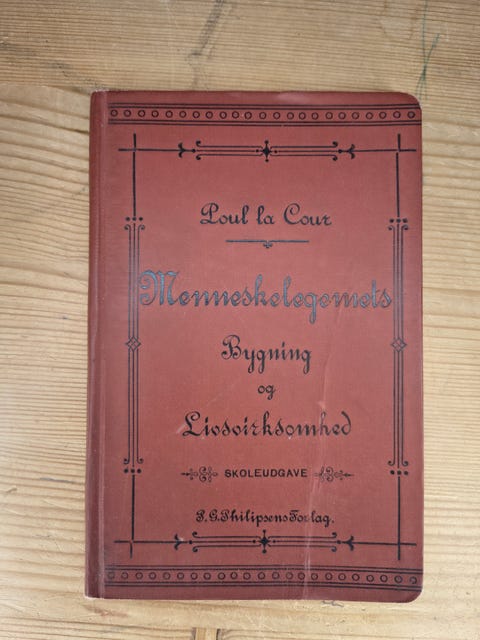 Poul la Cour
Menneskelegemets
Bygning
og
Livsvirksomhed
SKOLEUDGAVE
P. G. Philipsens Forlag.